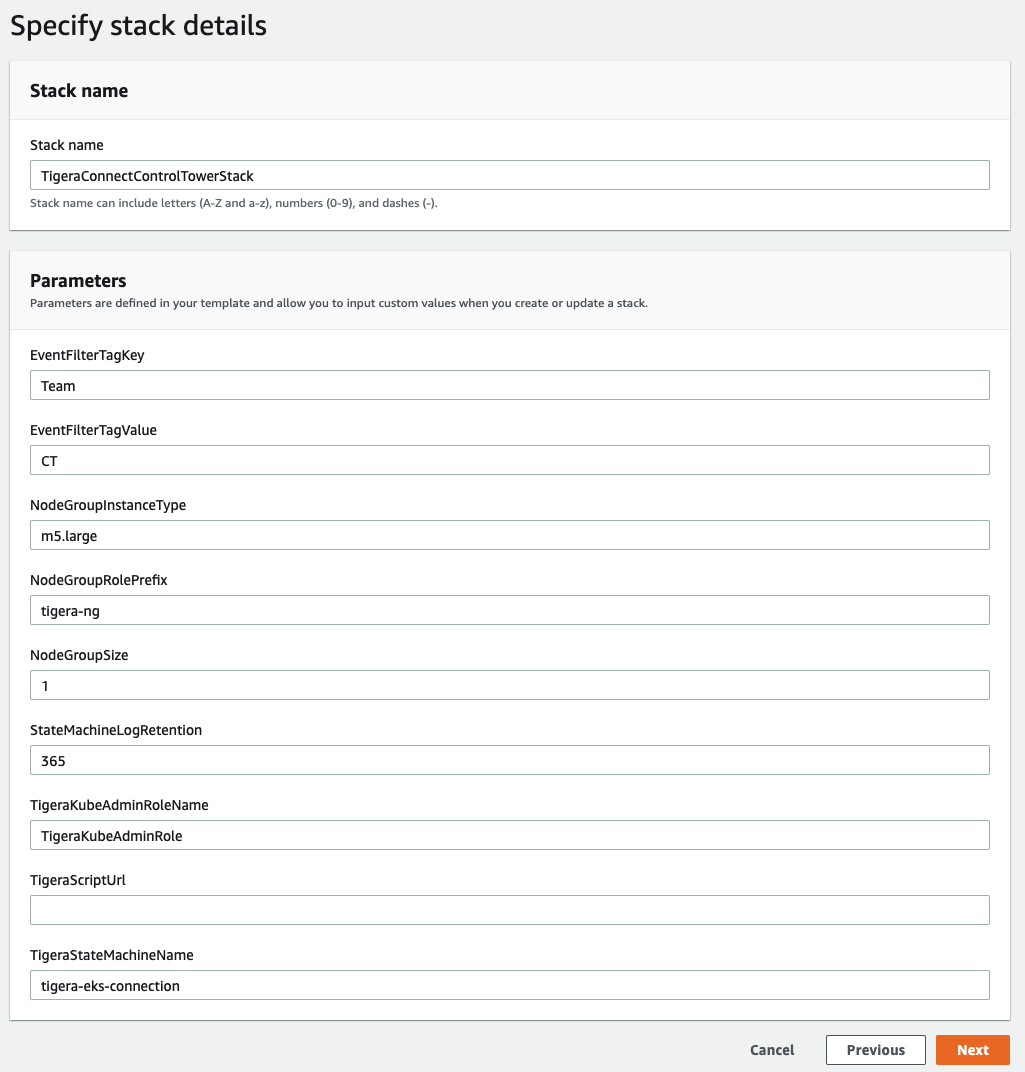 Specify stack details
Stack name
Stack name
TigeraConnectControlTowerStack
Stack name can include letters (A-Z and a-z), numbers (0-9), and dashes (-).
Parameters
Parameters are defined in your template and allow you to input custom values when you create or update a stack.
EventFilterTagKey
Team
EventFilterTagValue
CT
NodeGroupInstanceType
m5.large
NodeGroupRolePrefix
tigera-ng
NodeGroupSize
1
StateMachineLogRetention
365
TigeraKubeAdminRoleName
TigeraKubeAdminRole
TigeraScriptUrl
TigeraStateMachineName
tigera-eks-connection
Cancel Previous Next